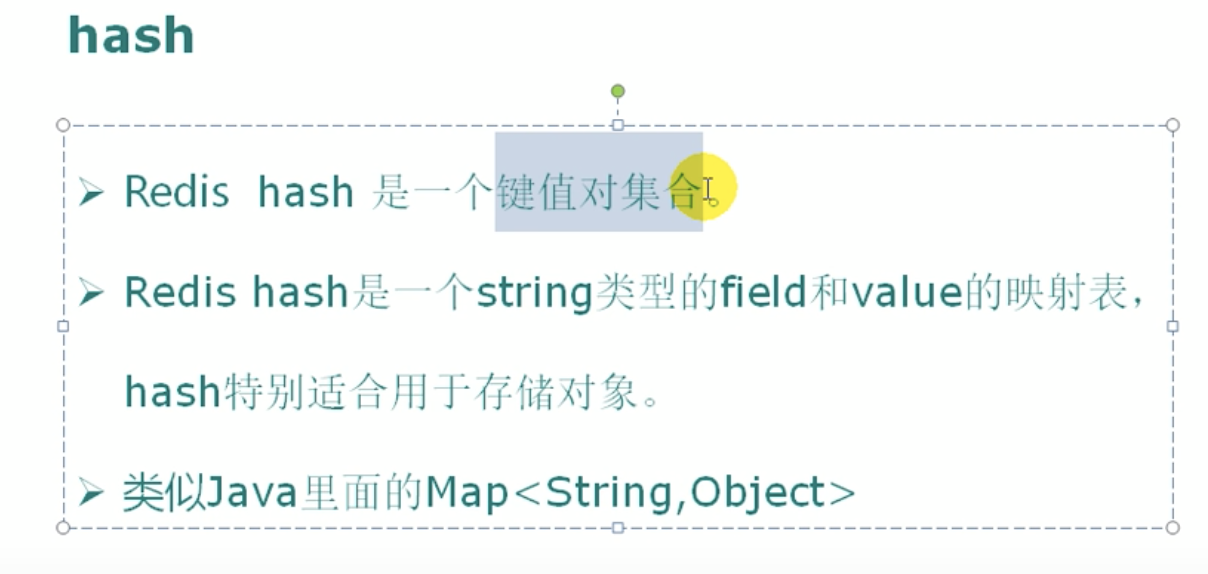 hash
➢ Redis hash 是一个键值对集合。
➢ Redis hash是一个string类型的field和value的映射表，
hash特别适合用于存储对象。
➢ 类似Java里面的Map<String,Object>